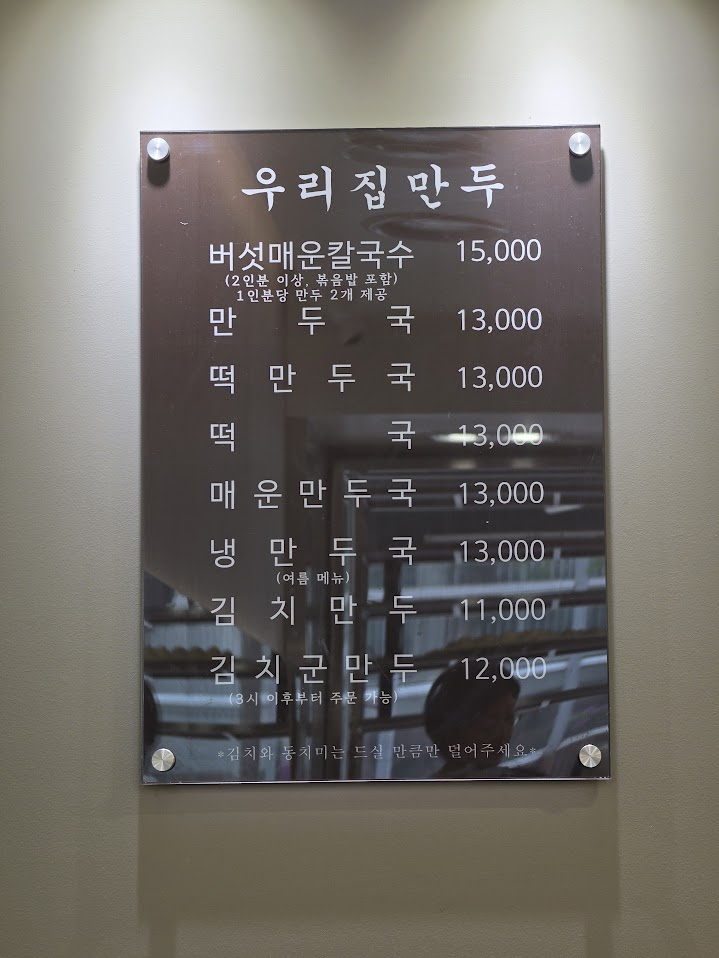 우리집만두
버섯매운칼국수 15,000
(2인분 이상, 볶음밥 포함)
1인분당 만두 2개 제공
만두국 13,000
떡만두국 13,000
떡국 13,000
매운만두국 13,000
냉만두국 13,000
(여름 메뉴)
김치만두 11,000
김치군만두 12,000
(3시 이후부터 주문 가능)
*김치와 동치미는 드실 만큼만 덜어주세요*